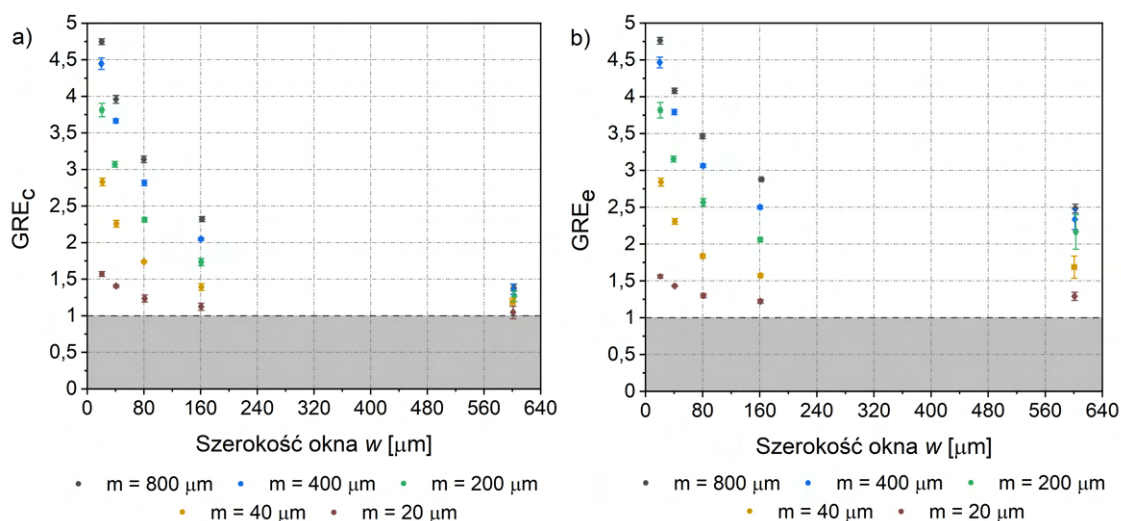 a)
5
4,5
4
3,5
3
2,5
2
1,5
1
0,5
0
GRE_c
0 80 160 240 320 400 480 560 640
Szerokość okna w [μm]
m = 800 μm m = 400 μm m = 200 μm
m = 40 μm m = 20 μm
b)
5
4,5
4
3,5
3
2,5
2
1,5
1
0,5
0
GRE_e
0 80 160 240 320 400 480 560 640
Szerokość okna w [μm]
m = 800 μm m = 400 μm m = 200 μm
m = 40 μm m = 20 μm